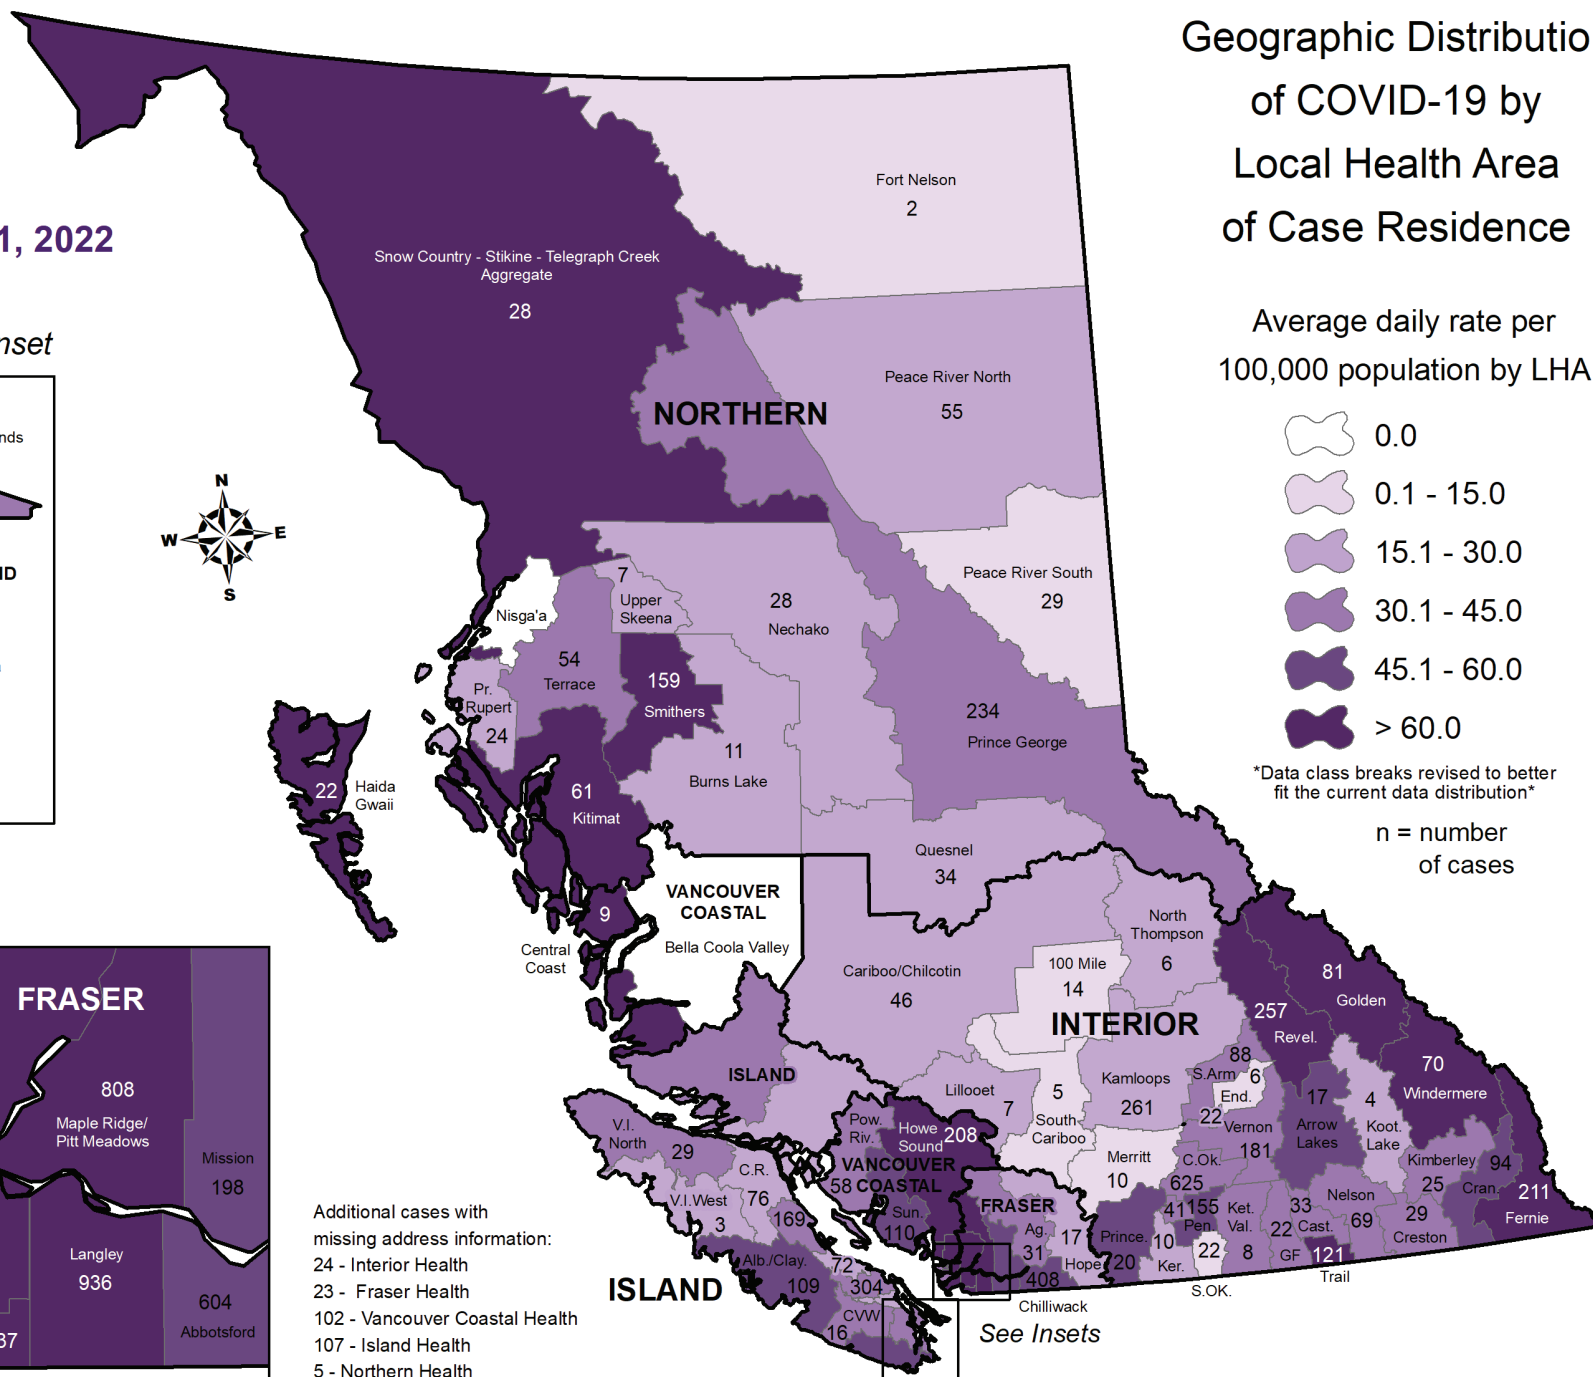 Geographic Distributio
of COVID-19 by
Local Health Area
of Case Residence
1, 2022
nset
nds
ID
Average daily rate per
100,000 population by LHA
0.0
0.1 - 15.0
15.1 - 30.0
30.1 - 45.0
45.1 - 60.0
> 60.0
*Data class breaks revised to better
fit the current data distribution*
n = number
of cases
N
W
E
S
Fort Nelson
2
Snow Country - Stikine - Telegraph Creek
Aggregate
28
Peace River North
55
NORTHERN
Peace River South
29
Nisga'a
7
Upper
Skeena
28
Nechako
54
Terrace
159
Smithers
Pr.
Rupert
24
234
Prince George
11
Burns Lake
22
Haida
Gwaii
61
Kitimat
Quesnel
34
VANCOUVER
COASTAL
Bella Coola Valley
9
Central
Coast
North
Thompson
6
Cariboo/Chilcotin
46
100 Mile
14
INTERIOR
81
Golden
257
Revel.
70
Windermere
88
S.Arm
6
End.
22
Vernon
181
17
Arrow
Lakes
4
Koot.
Lake
Kamloops
261
Lillooet
7
5
South
Cariboo
Merritt
10
C.Ok.
625
Kimberley
25
94
Cran.
211
Fernie
41
155
Pen.
Ket.
Val.
8
33
Cast.
22
GF
Nelson
69
29
Creston
121
Trail
Prince.
20
10
Ker.
22
S.OK.
ISLAND
V.I.
North
29
C.R.
76
V.I.West
3
169
Pow.
Riv.
58
Howe
Sound
208
VANCOUVER
COASTAL
Sun.
110
FRASER
Ag.
31
17
Hope
408
Chilliwack
See Insets
Alb./Clay.
109
72
304
CVW
16
ISLAND
FRASER
808
Maple Ridge/
Pitt Meadows
Mission
198
Langley
936
604
Abbotsford
37
Additional cases with
missing address information:
24 - Interior Health
23 - Fraser Health
102 - Vancouver Coastal Health
107 - Island Health
5 - Northern Health